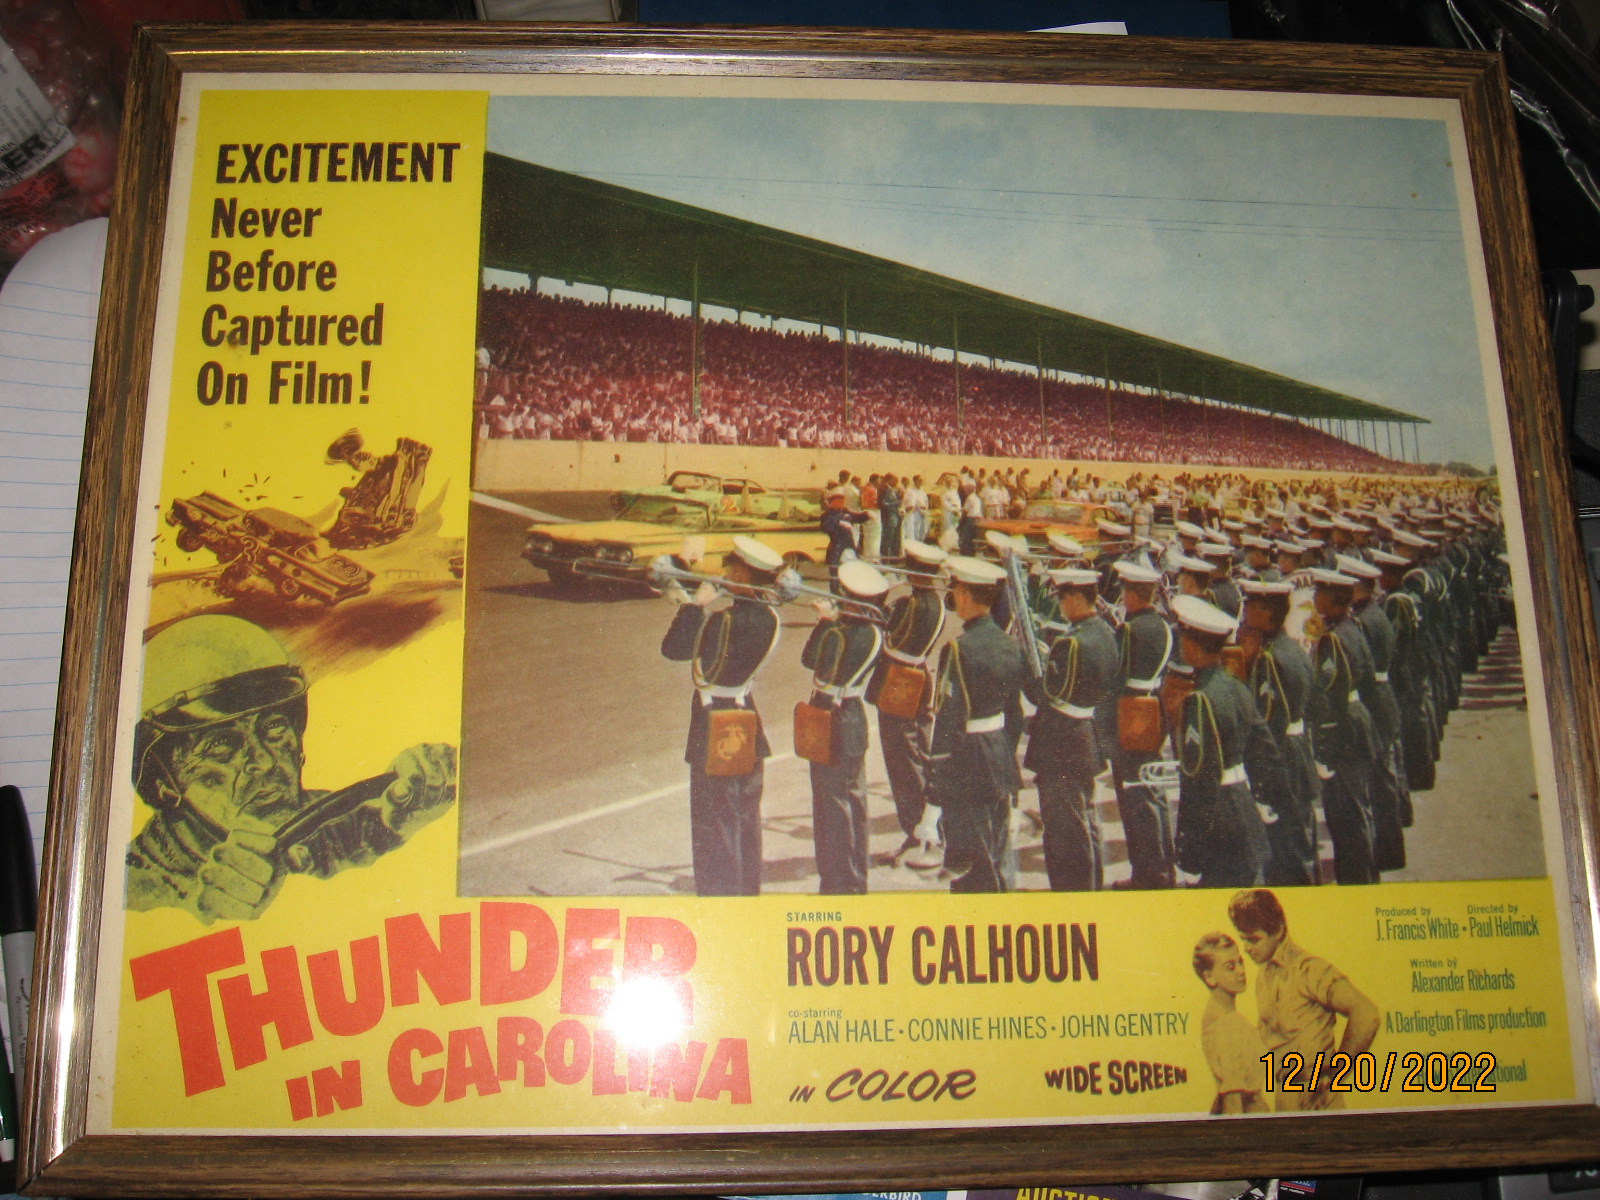 EXCITEMENT
Never
Before
Captured
On Film!
2
THUNDER
IN CAROLINA
STARRING
RORY CALHOUN
co-starring
ALAN HALE • CONNIE HINES • JOHN GENTRY
IN COLOR
WIDE SCREEN
Produced by
J. Francis White •
Directed by
Paul Helmick
Written by
Alexander Richards
A Darlington Films production
12/20/2022